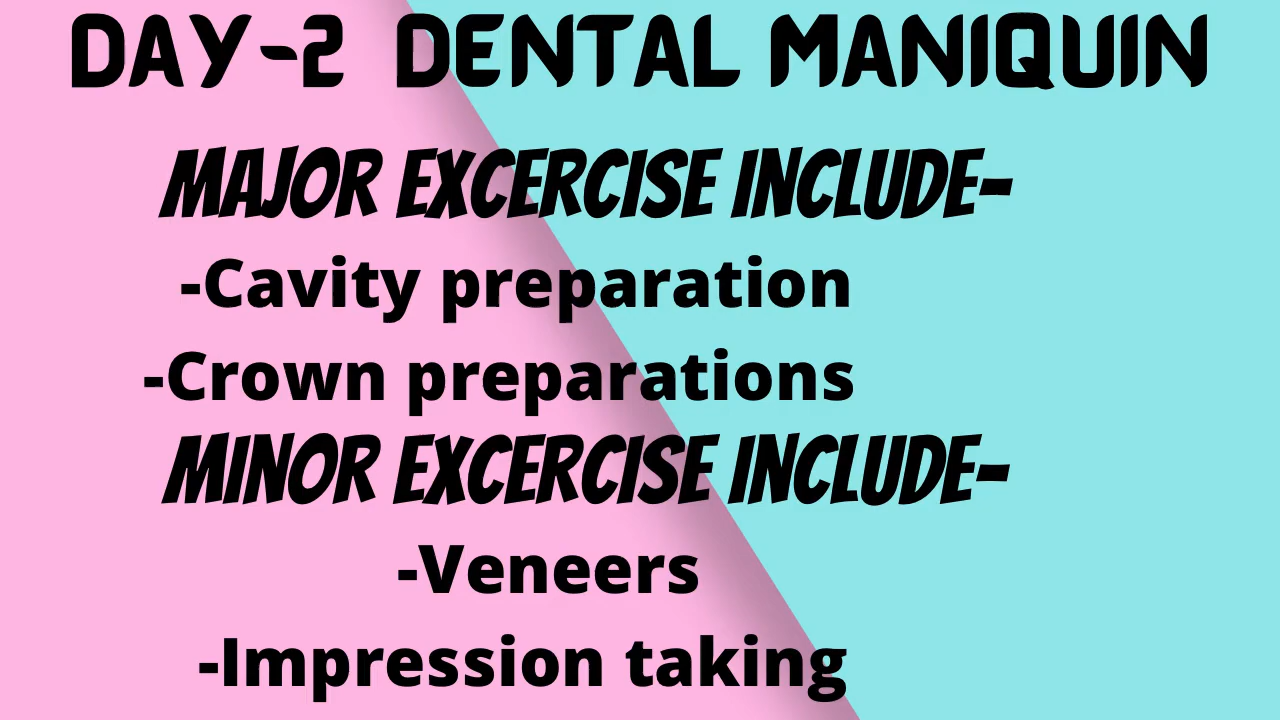 DAY-2 DENTAL MANIQUIN
MAJOR EXCERCISE INCLUDE-
-Cavity preparation
-Crown preparations
MINOR EXCERCISE INCLUDE-
-Veneers
-Impression taking